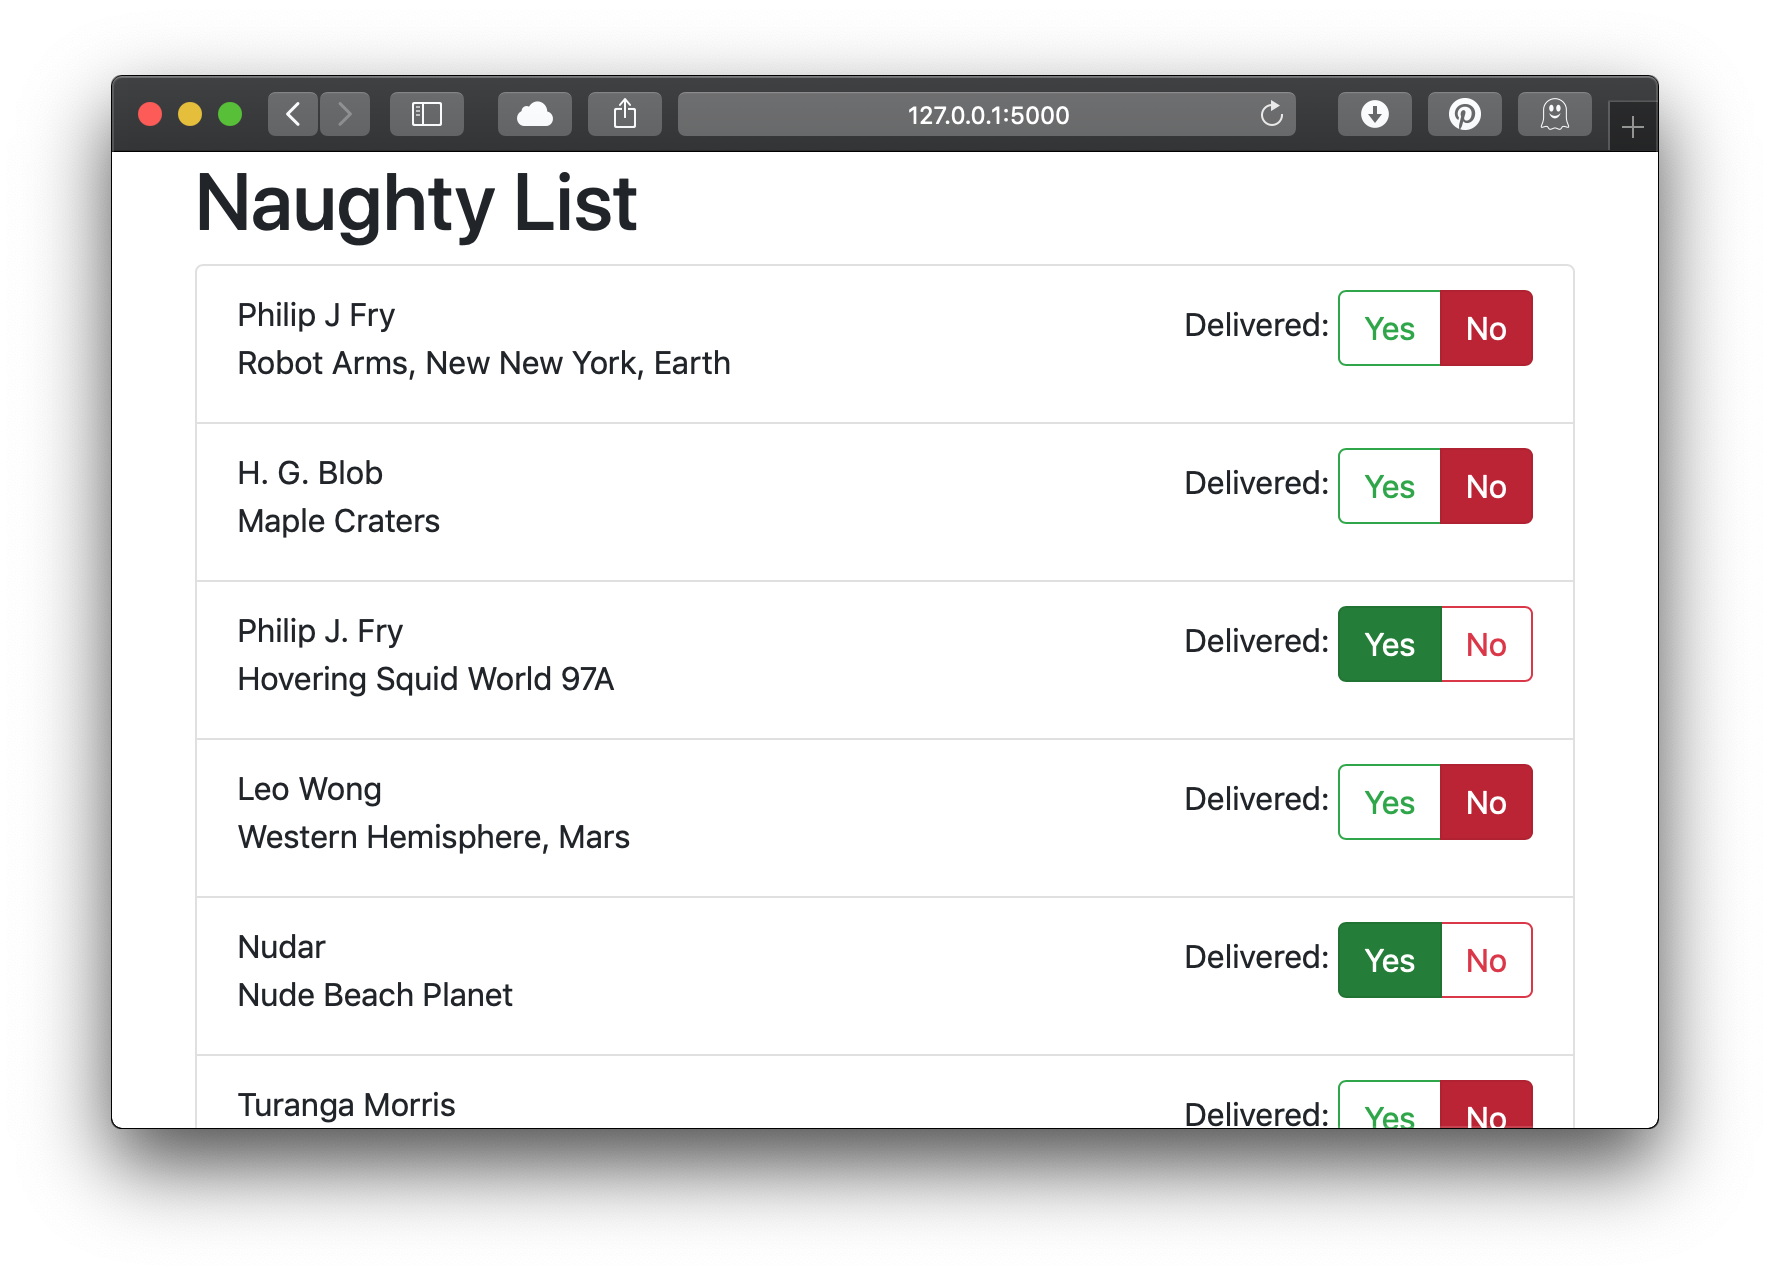 127.0.0.1:5000
Naughty List
Philip J Fry
Robot Arms, New New York, Earth
Delivered: Yes No
H. G. Blob
Maple Craters
Delivered: Yes No
Philip J. Fry
Hovering Squid World 97A
Delivered: Yes No
Leo Wong
Western Hemisphere, Mars
Delivered: Yes No
Nudar
Nude Beach Planet
Delivered: Yes No
Turanga Morris
Delivered: Yes No